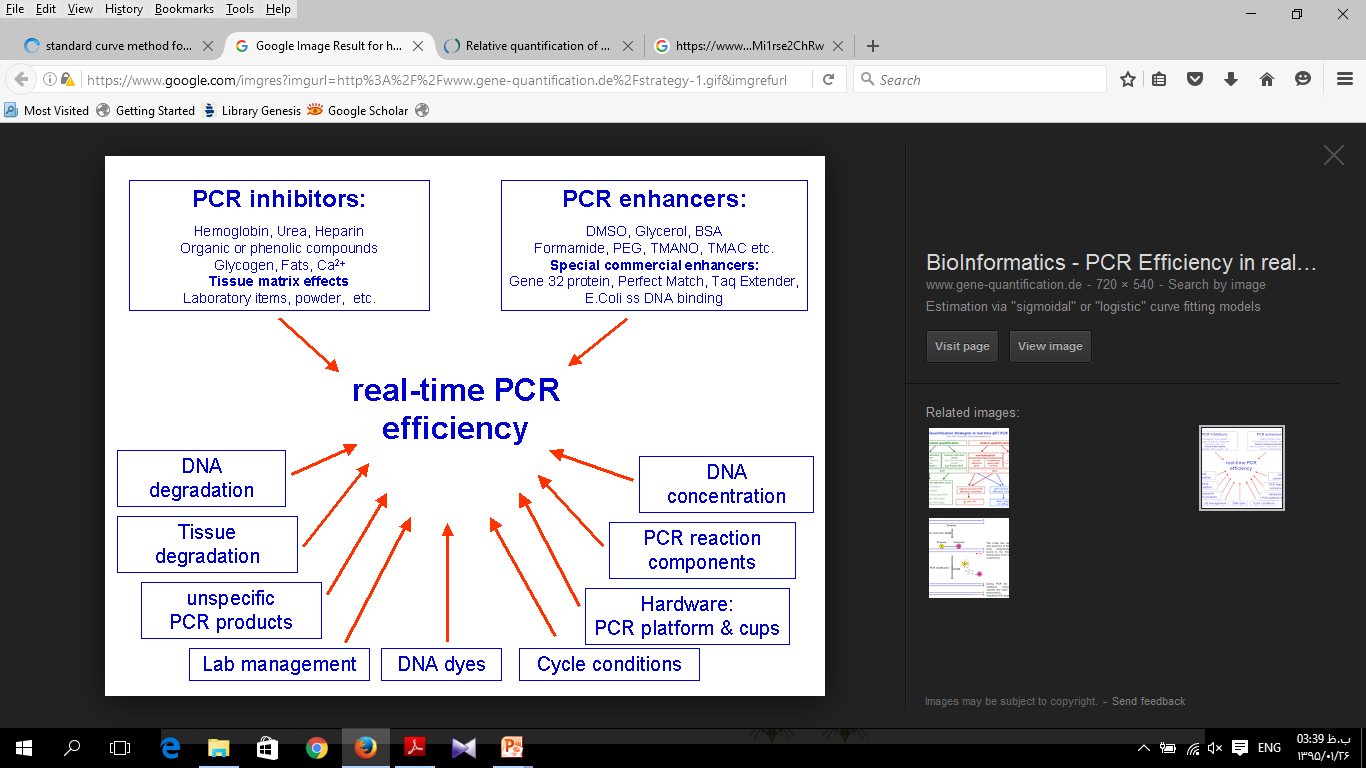 File Edit View History Bookmarks Tools Help
standard curve method fo...
Google Image Result for h...
Relative quantification of ...
https://www...Mi1rse2ChRw
https://www.google.com/imgres?imgurl=http%3A%2F%2Fwww.gene-quantification.de%2Fstrategy-1.gif&imgrefurl
Search
Most Visited
Getting Started
Library Genesis
Google Scholar
PCR inhibitors:
Hemoglobin, Urea, Heparin
Organic or phenolic compounds
Glycogen, Fats, Ca²⁺
Tissue matrix effects
Laboratory items, powder, etc.
PCR enhancers:
DMSO, Glycerol, BSA
Formamide, PEG, TMANO, TMAC etc.
Special commercial enhancers:
Gene 32 protein, Perfect Match, Taq Extender,
E.Coli ss DNA binding
real-time PCR
efficiency
DNA
degradation
Tissue
degradation
unspecific
PCR products
Lab management
DNA dyes
Cycle conditions
Hardware:
PCR platform & cups
PCR reaction
components
DNA
concentration
BioInformatics - PCR Efficiency in real…
www.gene-quantification.de - 720 × 540 - Search by image
Estimation via "sigmoidal" or "logistic" curve fitting models
Visit page
View image
Related images:
Images may be subject to copyright. - Send feedback
ENG
03:39 ب.ظ
۱۳۹۵/۰۱/۲۶